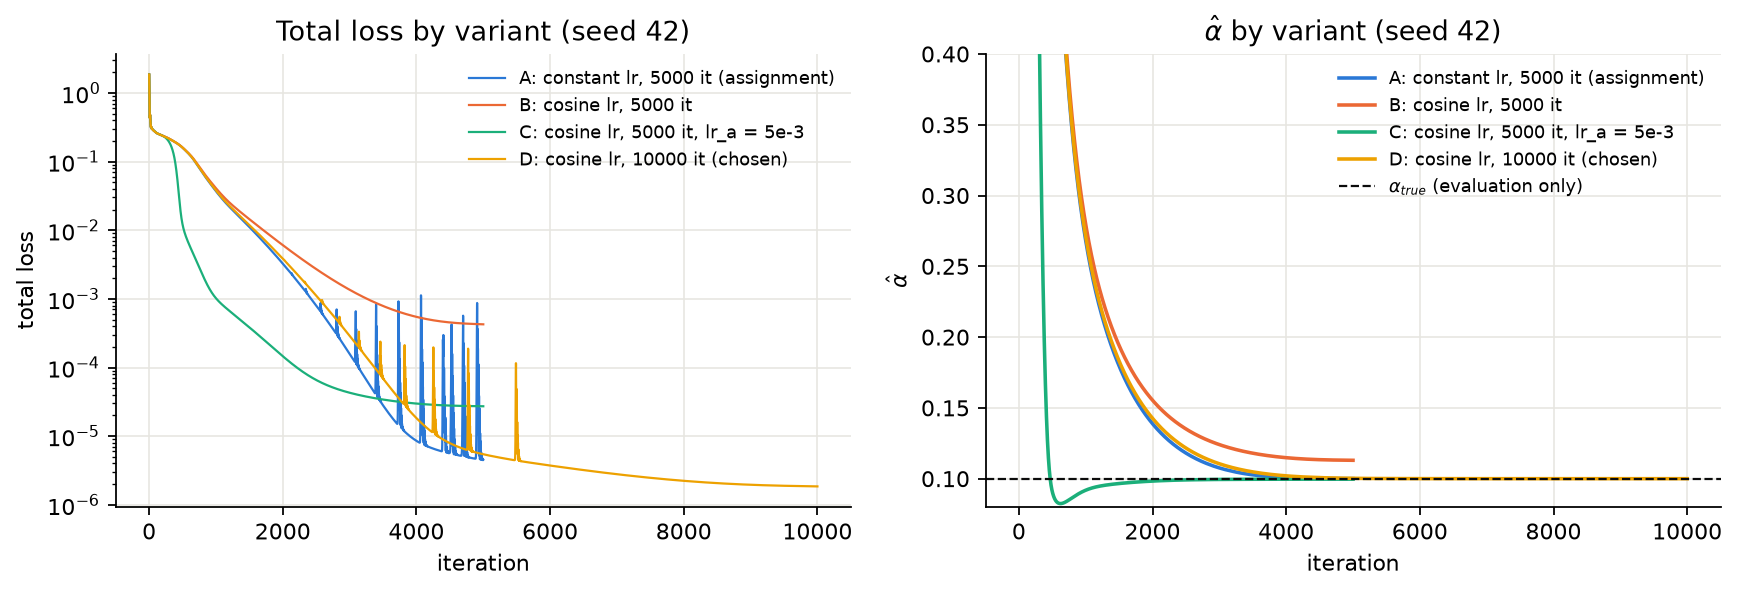 Total loss by variant (seed 42)
total loss
10⁰
10⁻¹
10⁻²
10⁻³
10⁻⁴
10⁻⁵
10⁻⁶
A: constant lr, 5000 it (assignment)
B: cosine lr, 5000 it
C: cosine lr, 5000 it, lr_a = 5e-3
D: cosine lr, 10000 it (chosen)
0 2000 4000 6000 8000 10000
iteration
α̂ by variant (seed 42)
α̂
0.40
0.35
0.30
0.25
0.20
0.15
0.10
A: constant lr, 5000 it (assignment)
B: cosine lr, 5000 it
C: cosine lr, 5000 it, lr_a = 5e-3
D: cosine lr, 10000 it (chosen)
α_true (evaluation only)
0 2000 4000 6000 8000 10000
iteration